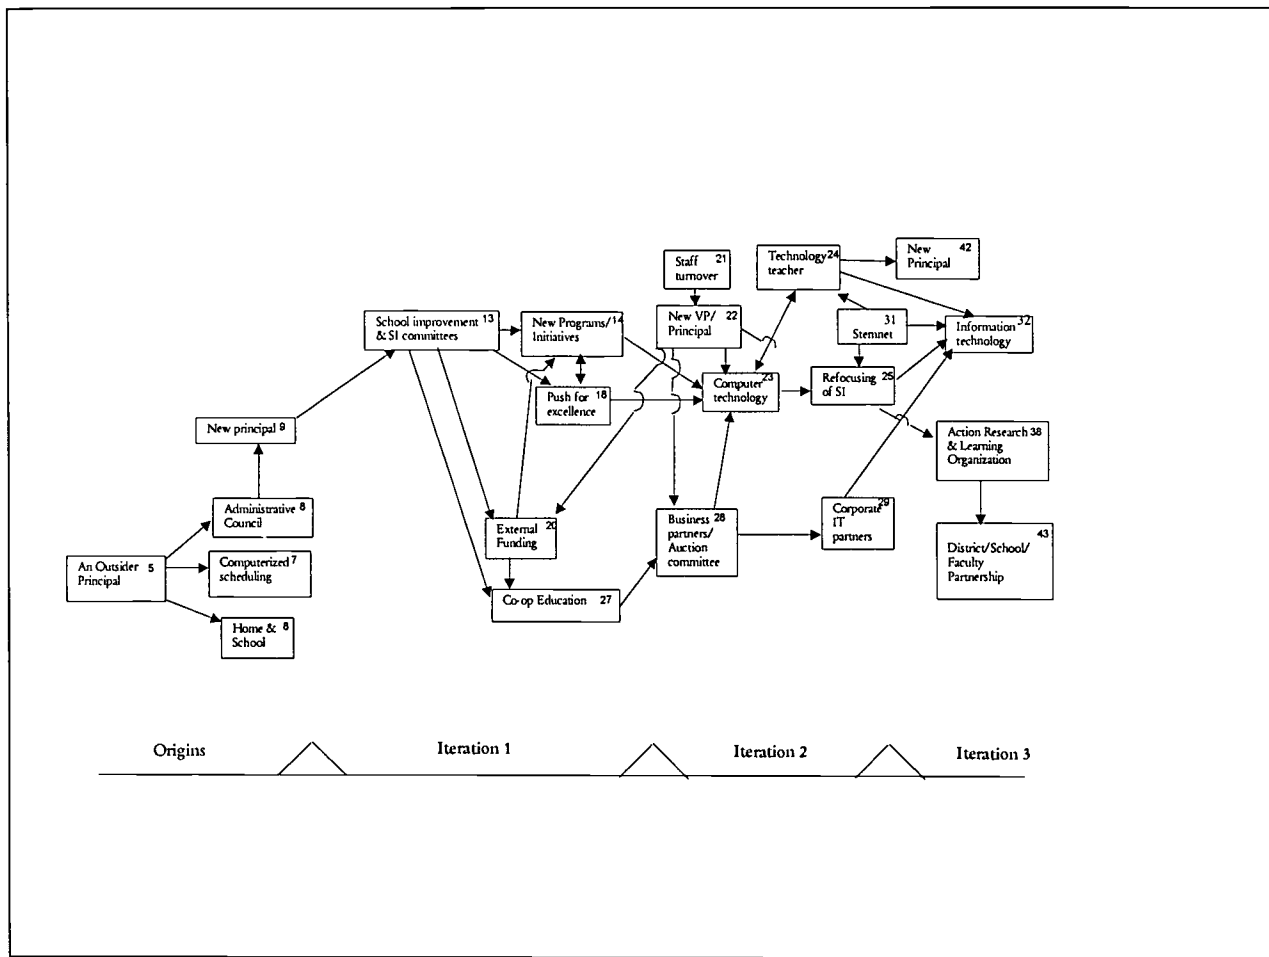 An Outsider 5
Principal
Administrative 8
Council
Computerized 7
scheduling
Home & 8
School
New principal 9
School improvement 13
& SI committees
New Programs/ 14
Initiatives
Push for 18
excellence
External
Funding 20
Co-op Education 27
Staff 21
turnover
New VP/ 22
Principal
Computer 23
technology
Business 28
partners/
Auction
committee
Technology 24
teacher
31
Stemnet
Refocusing 25
of SI
Corporate 29
IT
partners
New 42
Principal
Information 32
technology
Action Research 38
& Learning
Organization
43
District/School/
Faculty
Partnership
Origins
Iteration 1
Iteration 2
Iteration 3